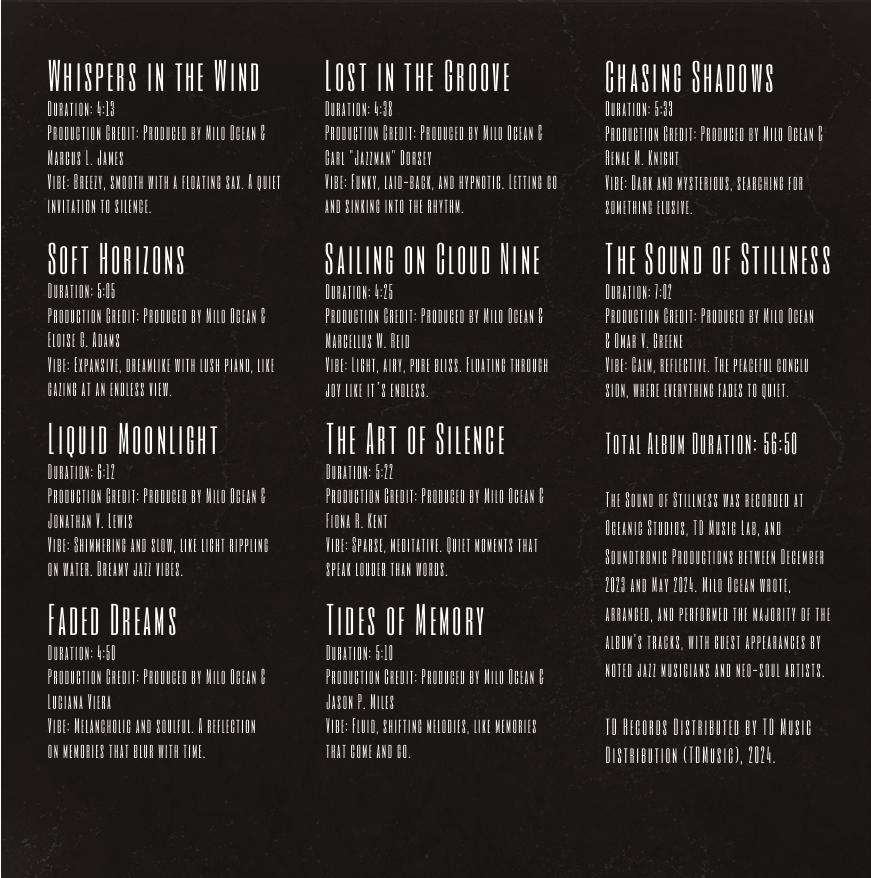 Whispers in the Wind
Duration: 4:13
Production Credit: Produced by Milo Ocean &
Marcus L. James
Vibe: Breezy, smooth with a floating sax. A quiet
invitation to silence.
Soft Horizons
Duration: 5:05
Production Credit: Produced by Milo Ocean &
Eloise G. Adams
Vibe: Expansive, dreamlike with lush piano, like
gazing at an endless view.
Liquid Moonlight
Duration: 6:12
Production Credit: Produced by Milo Ocean &
Jonathan V. Lewis
Vibe: Shimmering and slow, like light rippling
on water. Dreamy jazz vibes.
Faded Dreams
Duration: 4:50
Production Credit: Produced by Milo Ocean &
Luciana Viera
Vibe: Melancholic and soulful. A reflection
on memories that blur with time.
Lost in the Groove
Duration: 4:38
Production Credit: Produced by Milo Ocean &
Carl "Jazzman" Dorsey
Vibe: Funky, laid-back, and hypnotic. Letting go
and sinking into the rhythm.
Sailing on Cloud Nine
Duration: 4:25
Production Credit: Produced by Milo Ocean &
Marcellus W. Reid
Vibe: Light, airy, pure bliss. Floating through
joy like it's endless.
The Art of Silence
Duration: 5:22
Production Credit: Produced by Milo Ocean &
Fiona R. Kent
Vibe: Sparse, meditative. Quiet moments that
speak louder than words.
Tides of Memory
Duration: 5:10
Production Credit: Produced by Milo Ocean &
Jason P. Miles
Vibe: Fluid, shifting melodies, like memories
that come and go.
Chasing Shadows
Duration: 5:33
Production Credit: Produced by Milo Ocean &
Renae M. Knight
Vibe: Dark and mysterious, searching for
something elusive.
The Sound of Stillness
Duration: 7:02
Production Credit: Produced by Milo Ocean
& Omar V. Greene
Vibe: Calm, reflective. The peaceful conclu
sion, where everything fades to quiet.
Total Album Duration: 56:50
The Sound of Stillness was recorded at
Oceanic Studios, TD Music Lab, and
Soundtronic Productions between December
2023 and May 2024. Milo Ocean wrote,
arranged, and performed the majority of the
album's tracks, with guest appearances by
noted jazz musicians and neo-soul artists.
TD Records Distributed by TD Music
Distribution (TDMusic), 2024.